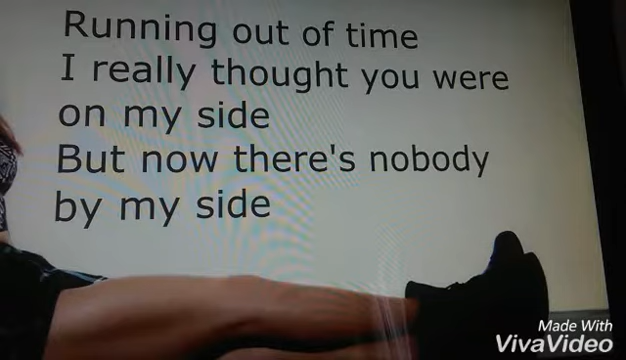 Running out of time
I really thought you were
on my side
But now there's nobody
by my side
Made With
VivaVideo